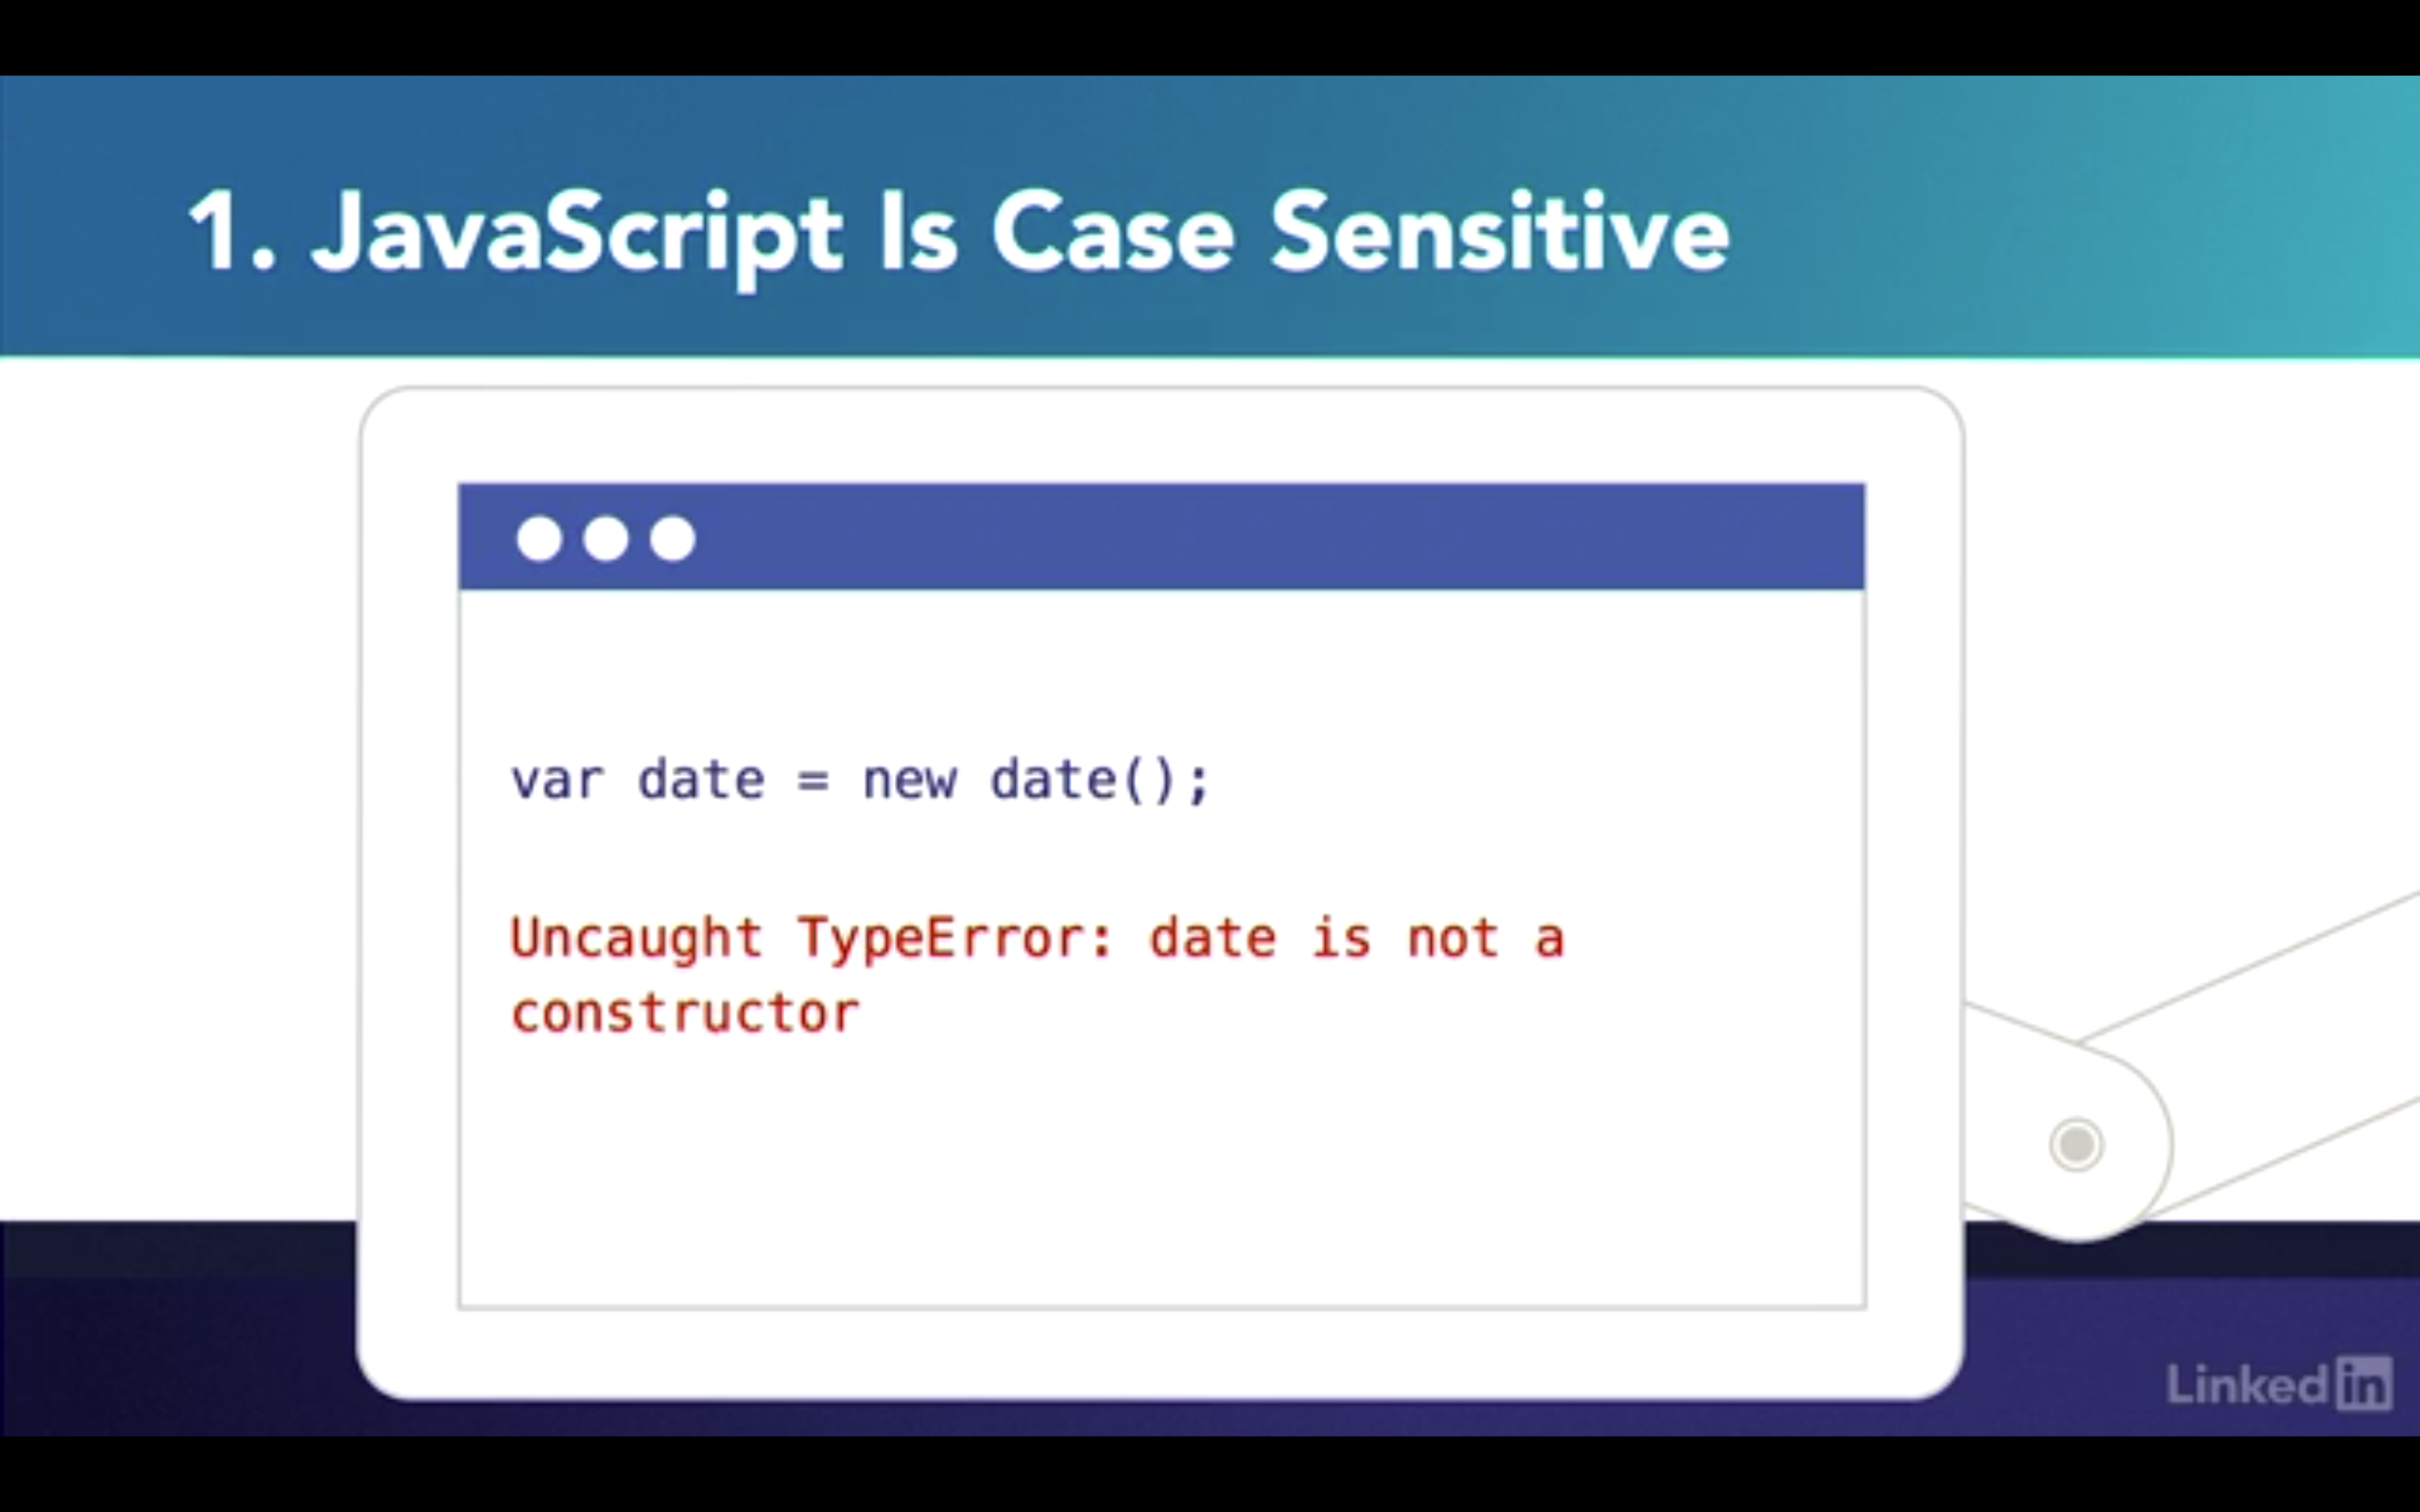 1. JavaScript Is Case Sensitive
var date = new date();
Uncaught TypeError: date is not a
constructor
Linkedin